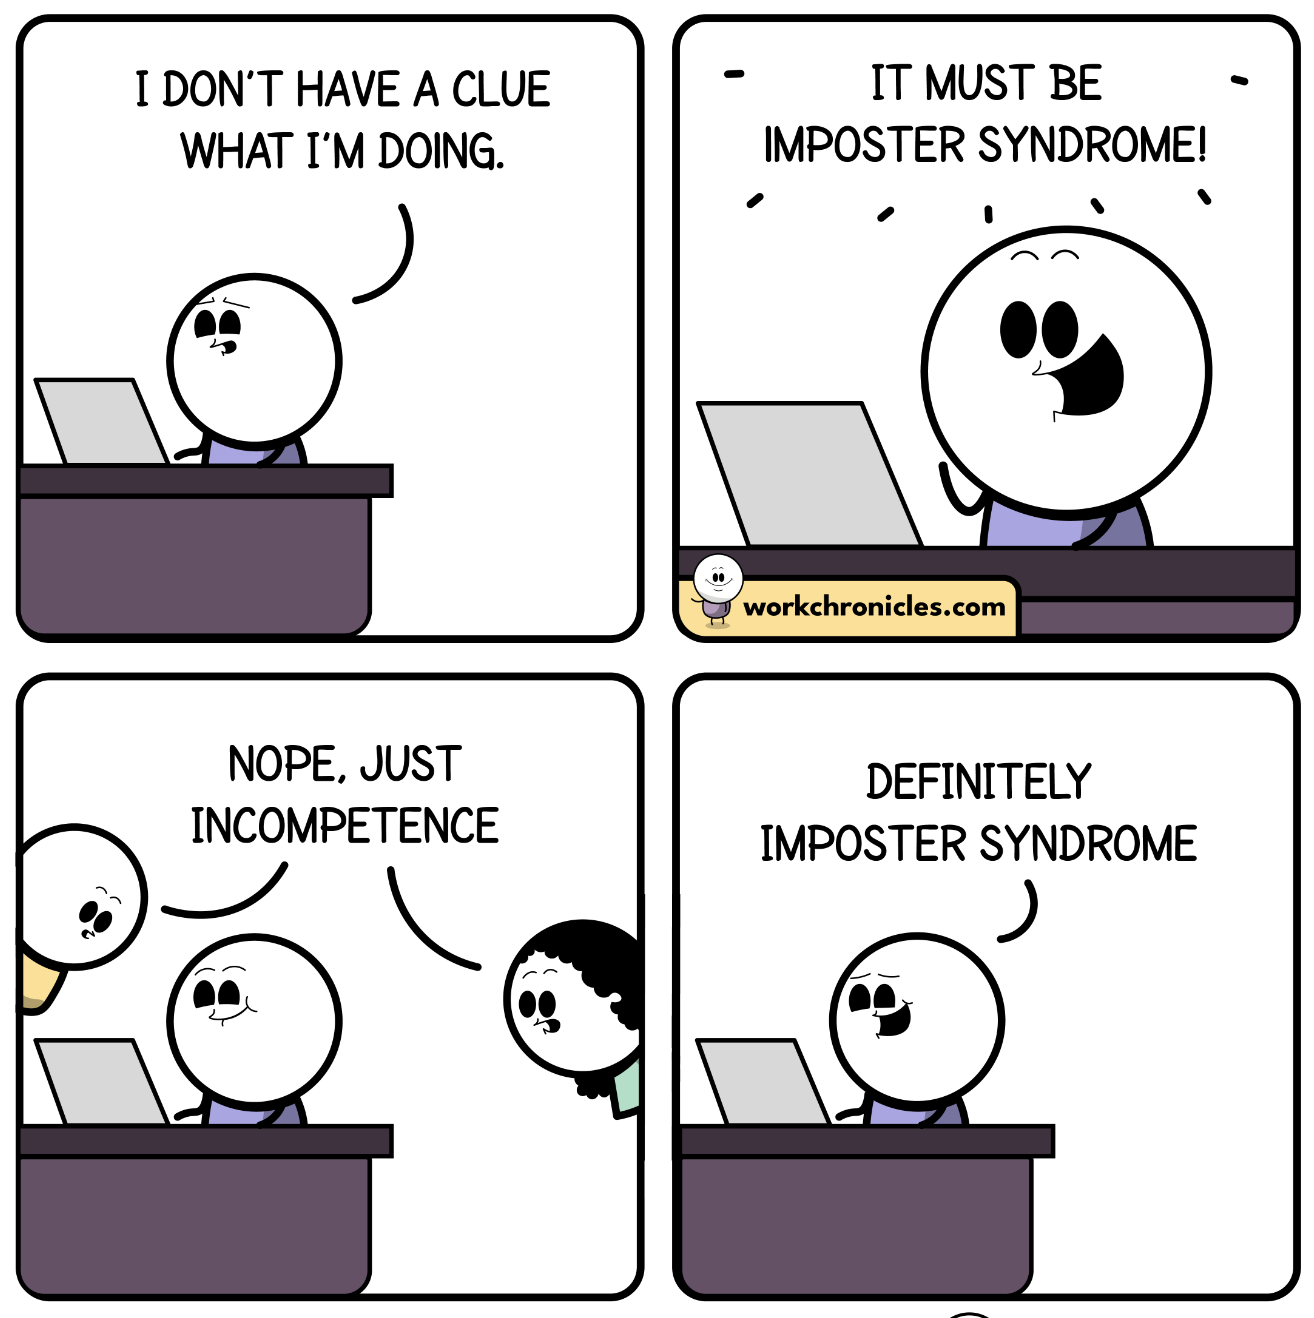 I DON'T HAVE A CLUE
WHAT I'M DOING.
IT MUST BE
IMPOSTER SYNDROME!
workchronicles.com
NOPE, JUST
INCOMPETENCE
DEFINITELY
IMPOSTER SYNDROME